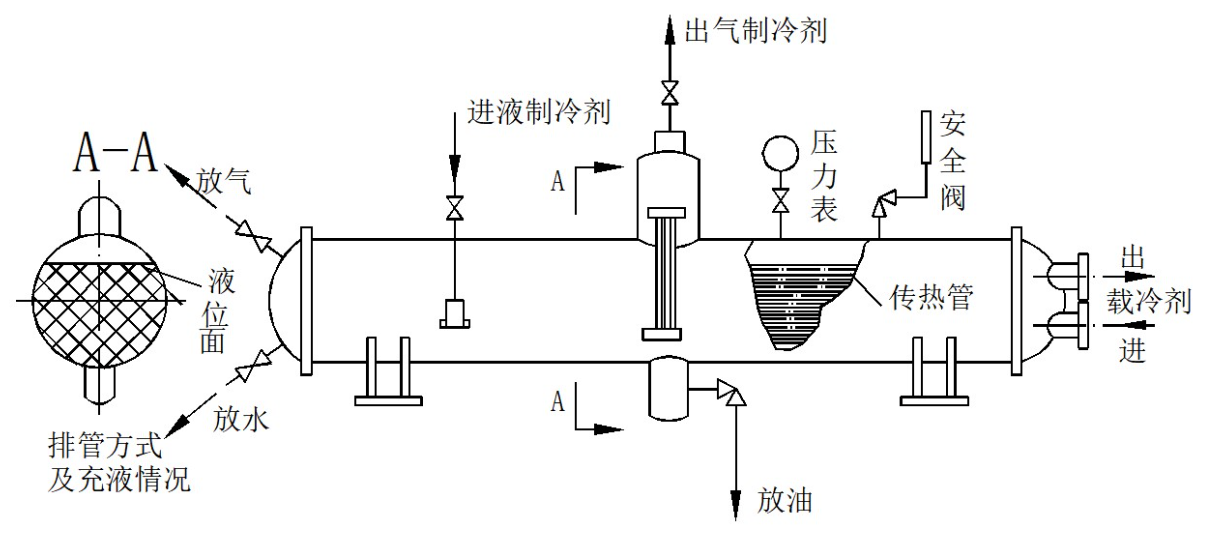 出气制冷剂
进液制冷剂
A-A
放气
A
压力表
安全阀
液位面
出
载冷剂
进
传热管
A
放水
排管方式
及充液情况
放油